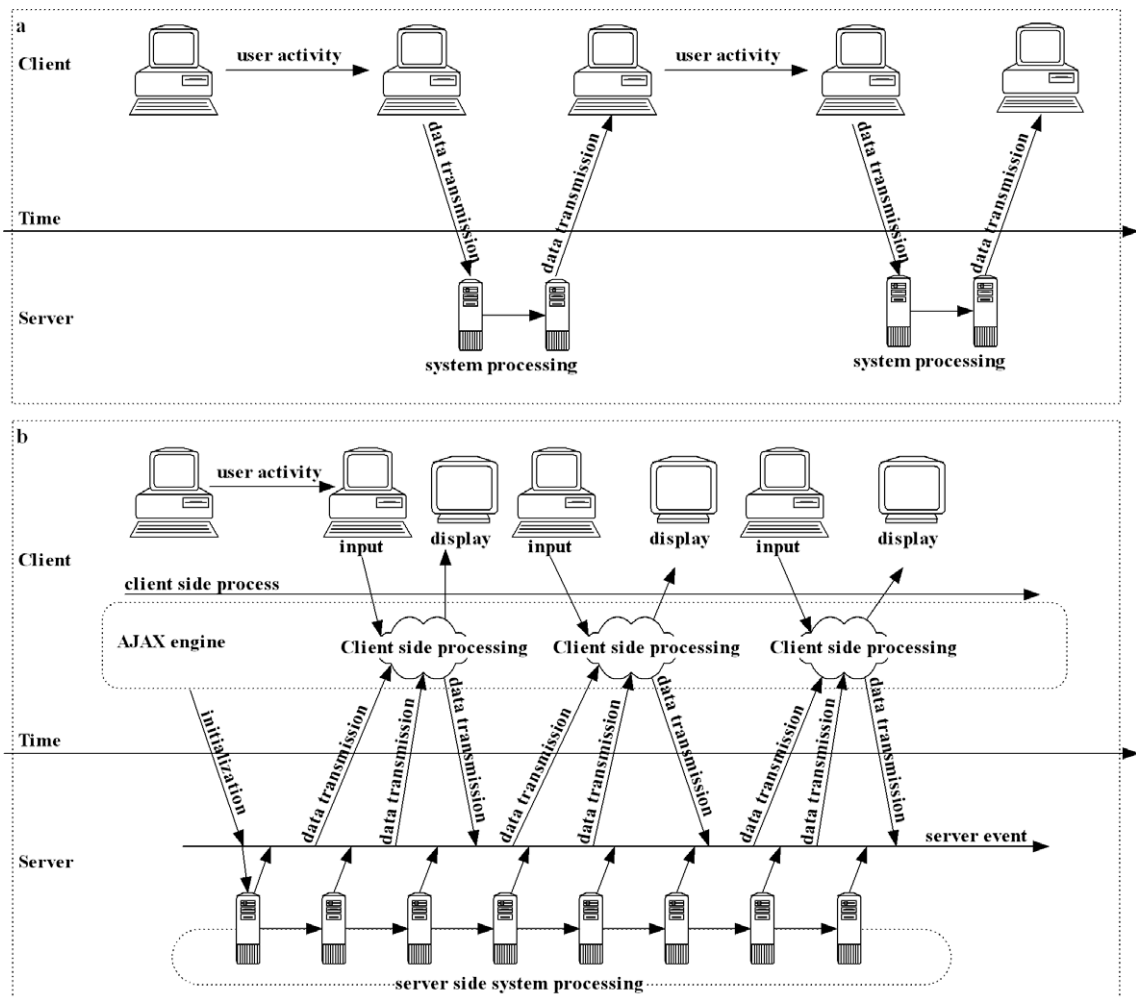 a
Client
user activity
user activity
data transmission
data transmission
data transmission
data transmission
Time
Server
system processing
system processing
b
user activity
input
display
input
display
input
display
Client
client side process
AJAX engine
Client side processing
Client side processing
Client side processing
initialization
data transmission
data transmission
data transmission
data transmission
data transmission
data transmission
data transmission
data transmission
data transmission
Time
server event
Server
server side system processing